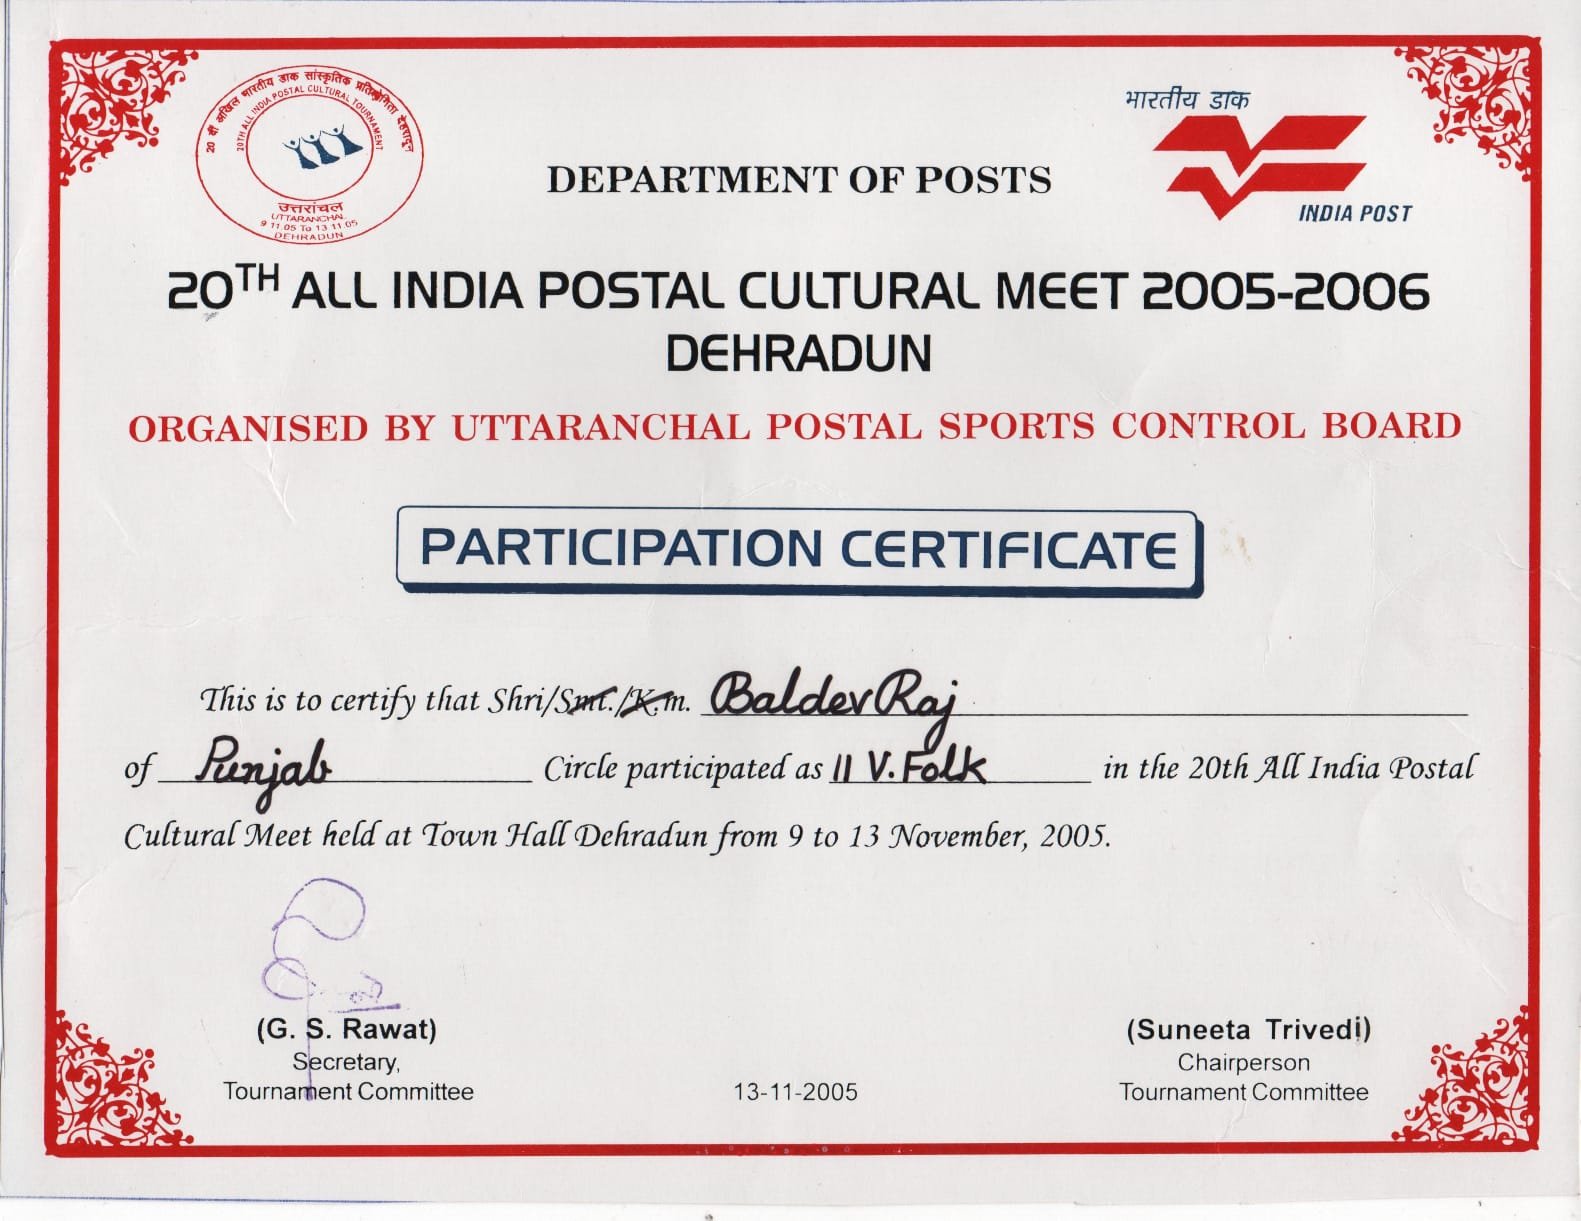 20 वीं अखिल भारतीय डाक सांस्कृतिक प्रतियोगिता देहरादून
20TH ALL INDIA POSTAL CULTURAL TOURNAMENT
उत्तरांचल
UTTARANCHAL
9 11.05 To 13 11 05
DEHRADUN
भारतीय डाक
INDIA POST
DEPARTMENT OF POSTS
20TH ALL INDIA POSTAL CULTURAL MEET 2005-2006
DEHRADUN
ORGANISED BY UTTARANCHAL POSTAL SPORTS CONTROL BOARD
PARTICIPATION CERTIFICATE
This is to certify that Shri/Smt./K.m. Baldev Raj
of Punjab Circle participated as II V. Folk in the 20th All India Postal
Cultural Meet held at Town Hall Dehradun from 9 to 13 November, 2005.
(G. S. Rawat)
Secretary,
Tournament Committee
13-11-2005
(Suneeta Trivedi)
Chairperson
Tournament Committee